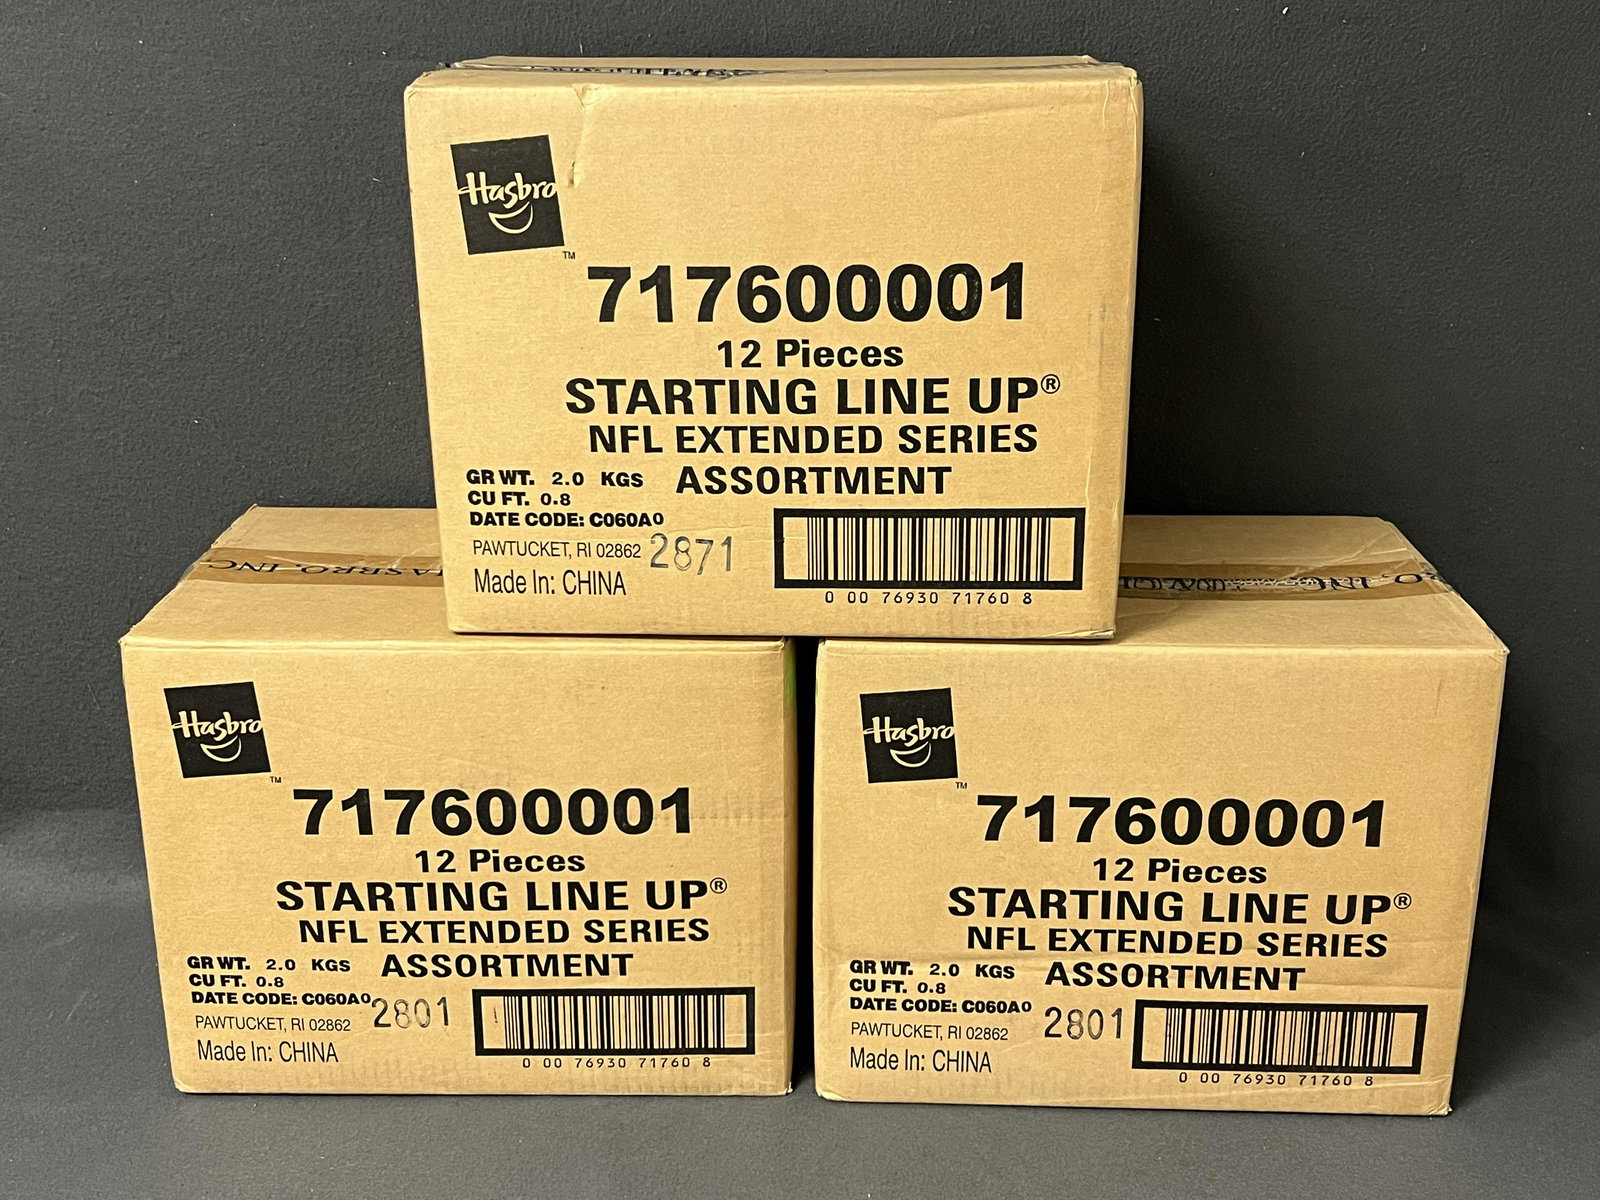 Hasbro
TM
717600001
12 Pieces
STARTING LINE UP®
NFL EXTENDED SERIES
GR WT. 2.0 KGS ASSORTMENT
CU FT. 0.8
DATE CODE: C060A0
PAWTUCKET, RI 02862 2871
Made In: CHINA
0 00 76930 71760 8
HASBRO, INC.
Hasbro
TM
717600001
12 Pieces
STARTING LINE UP®
NFL EXTENDED SERIES
GR WT. 2.0 KGS ASSORTMENT
CU FT. 0.8
DATE CODE: C060A0
PAWTUCKET, RI 02862 2801
Made In: CHINA
0 00 76930 71760 8
RO, INC.
Hasbro
TM
717600001
12 Pieces
STARTING LINE UP®
NFL EXTENDED SERIES
GR WT. 2.0 KGS ASSORTMENT
CU FT. 0.8
DATE CODE: C060A0
PAWTUCKET, RI 02862 2801
Made In: CHINA
0 00 76930 71760 8